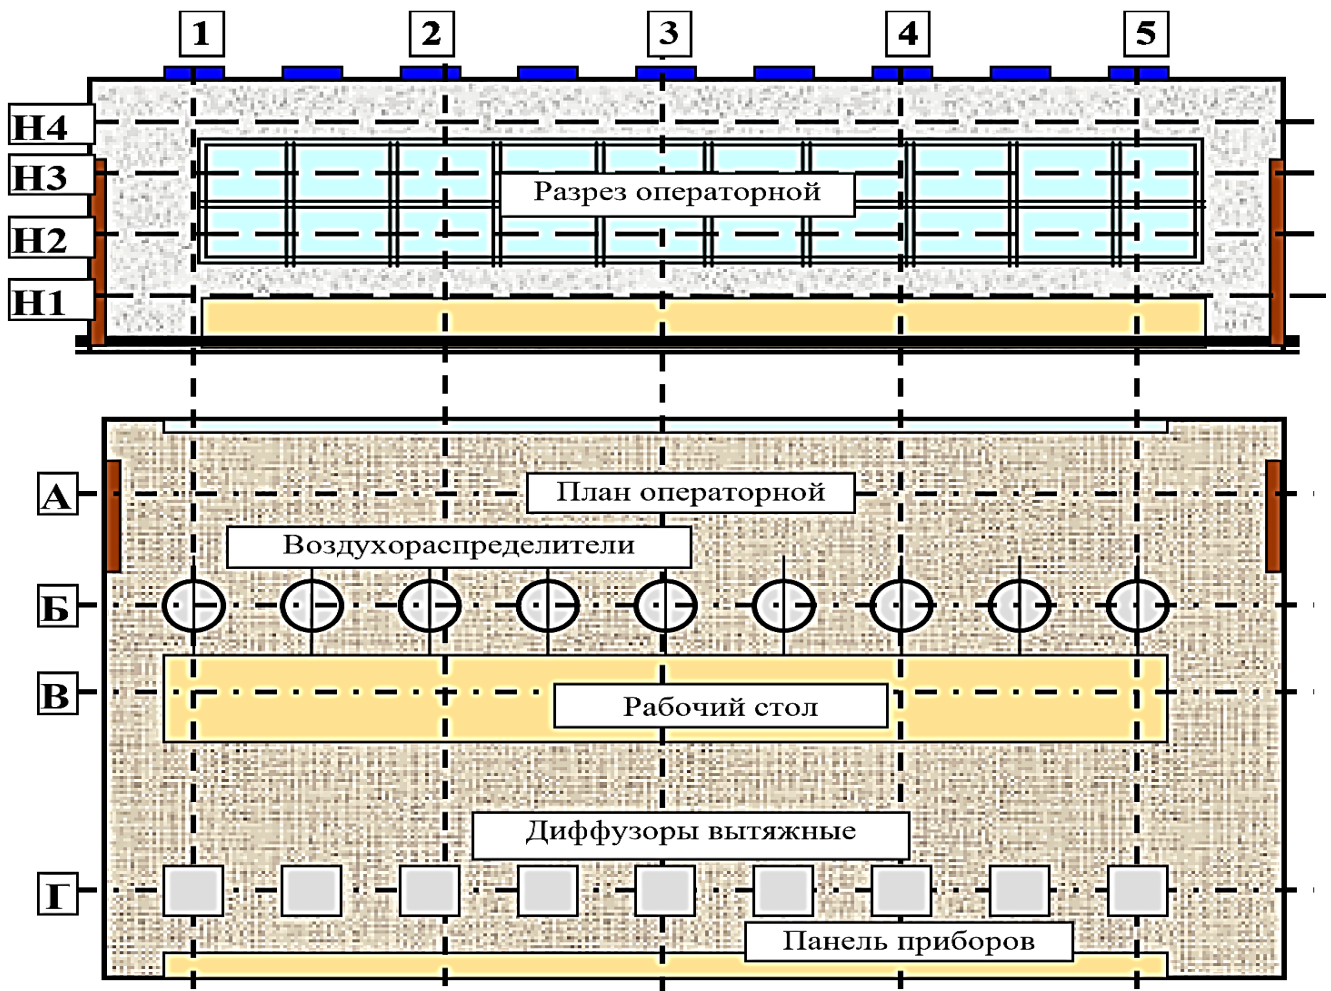 1 2 3 4 5
Н4
Н3
Разрез операторной
Н2
Н1
А
План операторной
Воздухораспределители
Б
В
Рабочий стол
Диффузоры вытяжные
Г
Панель приборов